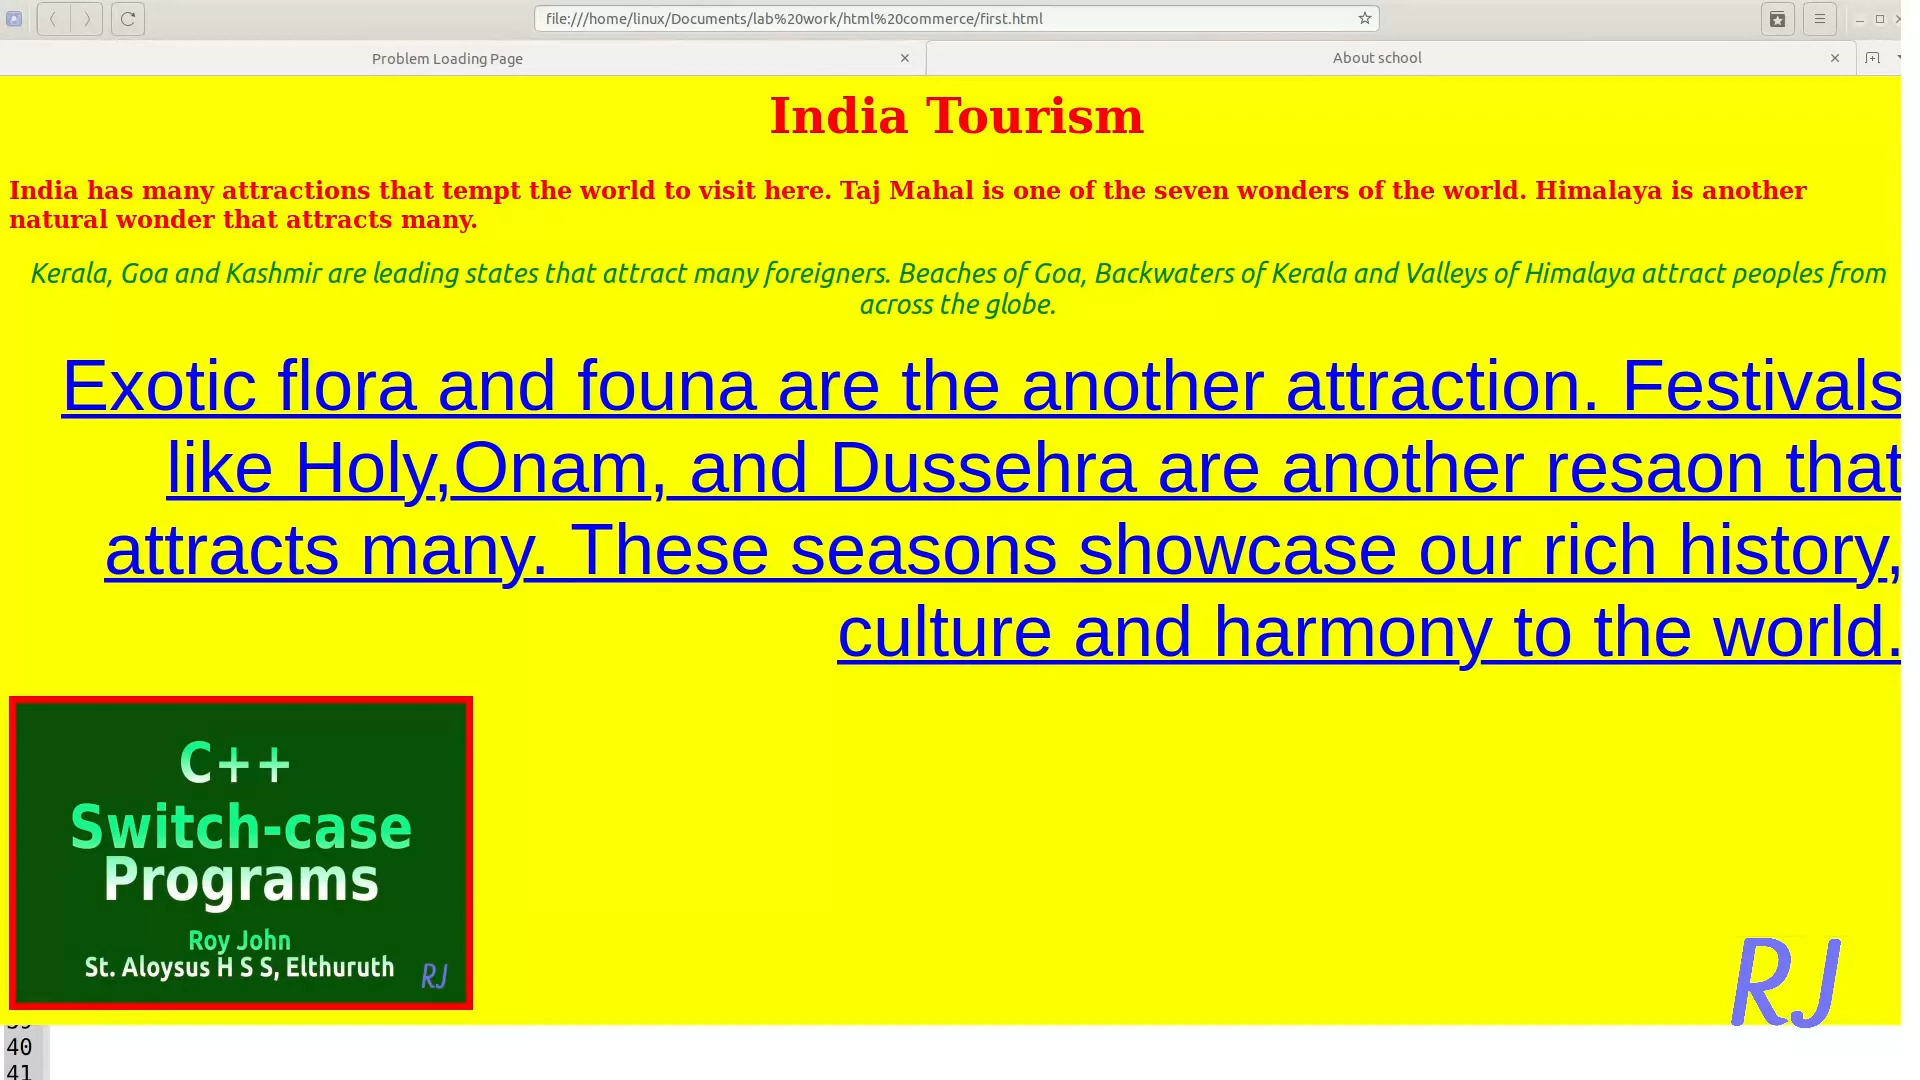 file:///home/linux/Documents/lab%20work/html%20commerce/first.html
Problem Loading Page
About school
India Tourism
India has many attractions that tempt the world to visit here. Taj Mahal is one of the seven wonders of the world. Himalaya is another
natural wonder that attracts many.
Kerala, Goa and Kashmir are leading states that attract many foreigners. Beaches of Goa, Backwaters of Kerala and Valleys of Himalaya attract peoples from
across the globe.
Exotic flora and founa are the another attraction. Festivals
like Holy,Onam, and Dussehra are another resaon that
attracts many. These seasons showcase our rich history,
culture and harmony to the world.
C++
Switch-case
Programs
Roy John
St. Aloysus H S S, Elthuruth
RJ
RJ
40
41